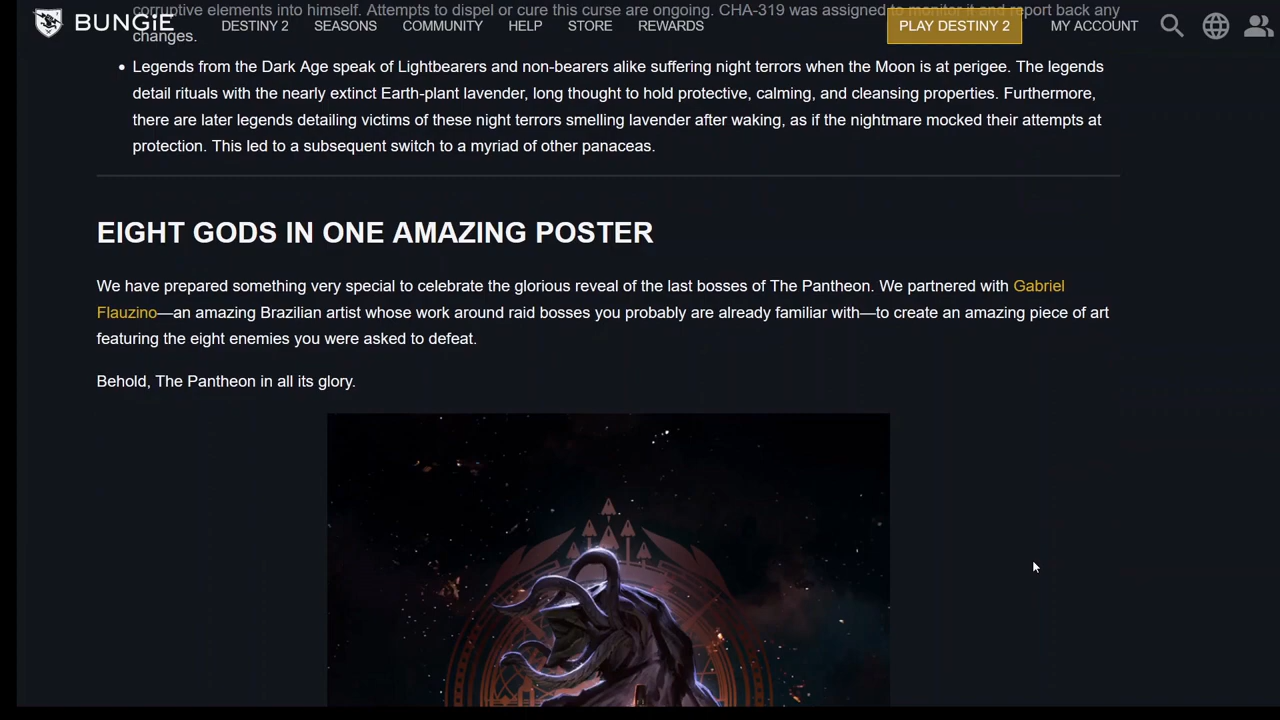 corruptive elements into himself. Attempts to dispel or cure this curse are ongoing. CHA-319 was assigned to monitor it and report back any
BUNGiE DESTINY 2 SEASONS COMMUNITY HELP STORE REWARDS PLAY DESTINY 2 MY ACCOUNT
changes.
• Legends from the Dark Age speak of Lightbearers and non-bearers alike suffering night terrors when the Moon is at perigee. The legends
detail rituals with the nearly extinct Earth-plant lavender, long thought to hold protective, calming, and cleansing properties. Furthermore,
there are later legends detailing victims of these night terrors smelling lavender after waking, as if the nightmare mocked their attempts at
protection. This led to a subsequent switch to a myriad of other panaceas.
EIGHT GODS IN ONE AMAZING POSTER
We have prepared something very special to celebrate the glorious reveal of the last bosses of The Pantheon. We partnered with Gabriel
Flauzino—an amazing Brazilian artist whose work around raid bosses you probably are already familiar with—to create an amazing piece of art
featuring the eight enemies you were asked to defeat.
Behold, The Pantheon in all its glory.